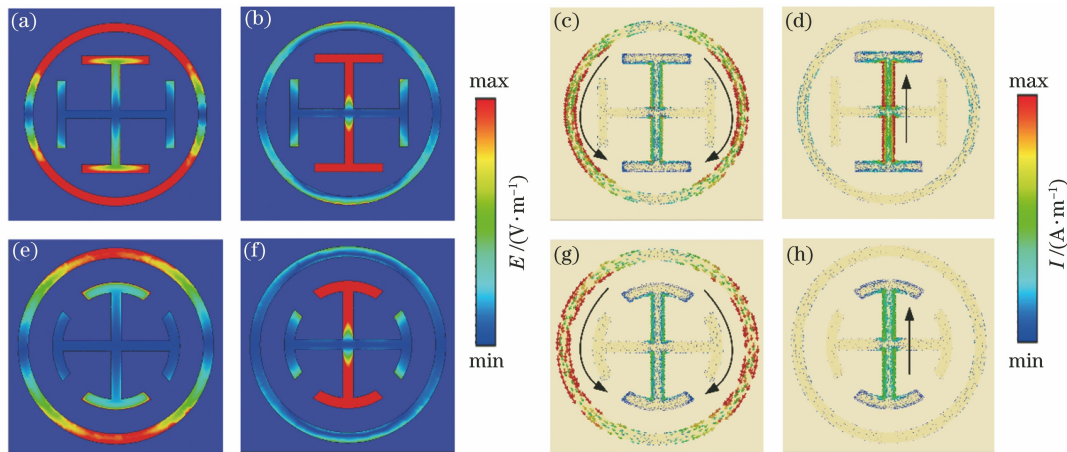 (a)
(b)
(c)
(d)
max
E/(V·m⁻¹)
min
max
I/(A·m⁻¹)
min
(e)
(f)
(g)
(h)